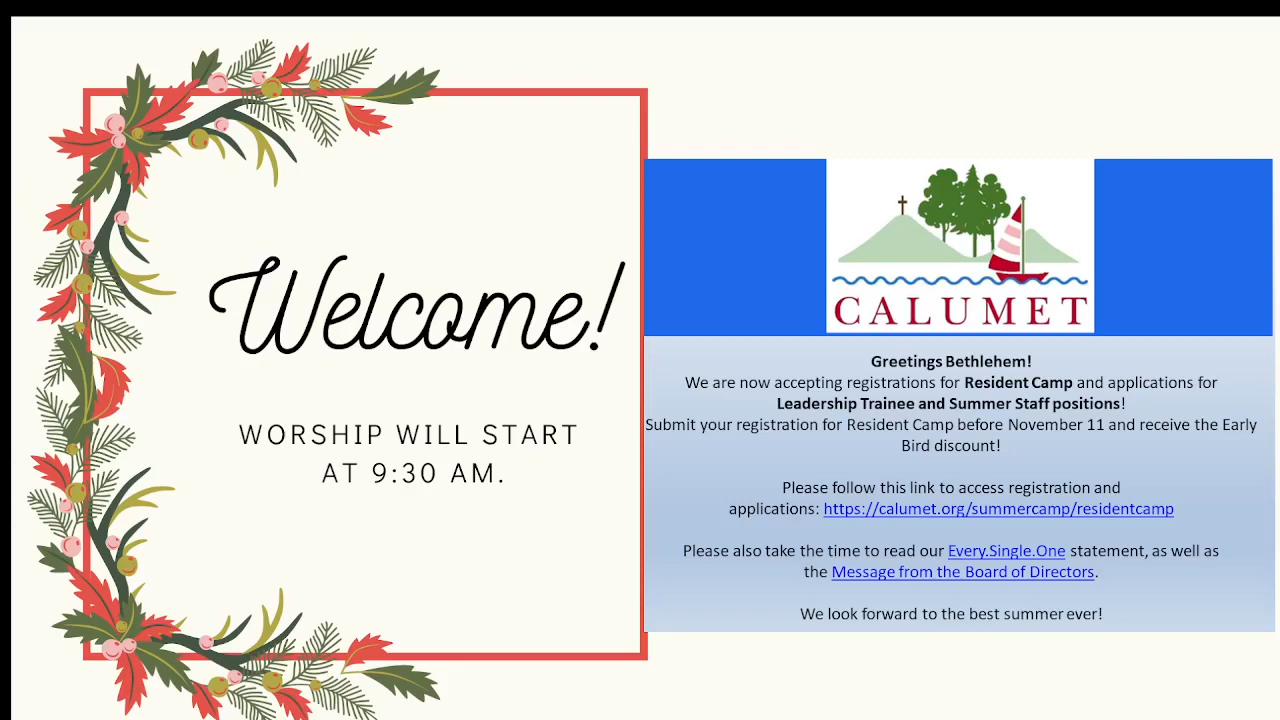 Welcome!
WORSHIP WILL START
AT 9:30 AM.
CALUMET
Greetings Bethlehem!
We are now accepting registrations for Resident Camp and applications for
Leadership Trainee and Summer Staff positions!
Submit your registration for Resident Camp before November 11 and receive the Early
Bird discount!
Please follow this link to access registration and
applications: https://calumet.org/summercamp/residentcamp
Please also take the time to read our Every.Single.One statement, as well as
the Message from the Board of Directors.
We look forward to the best summer ever!